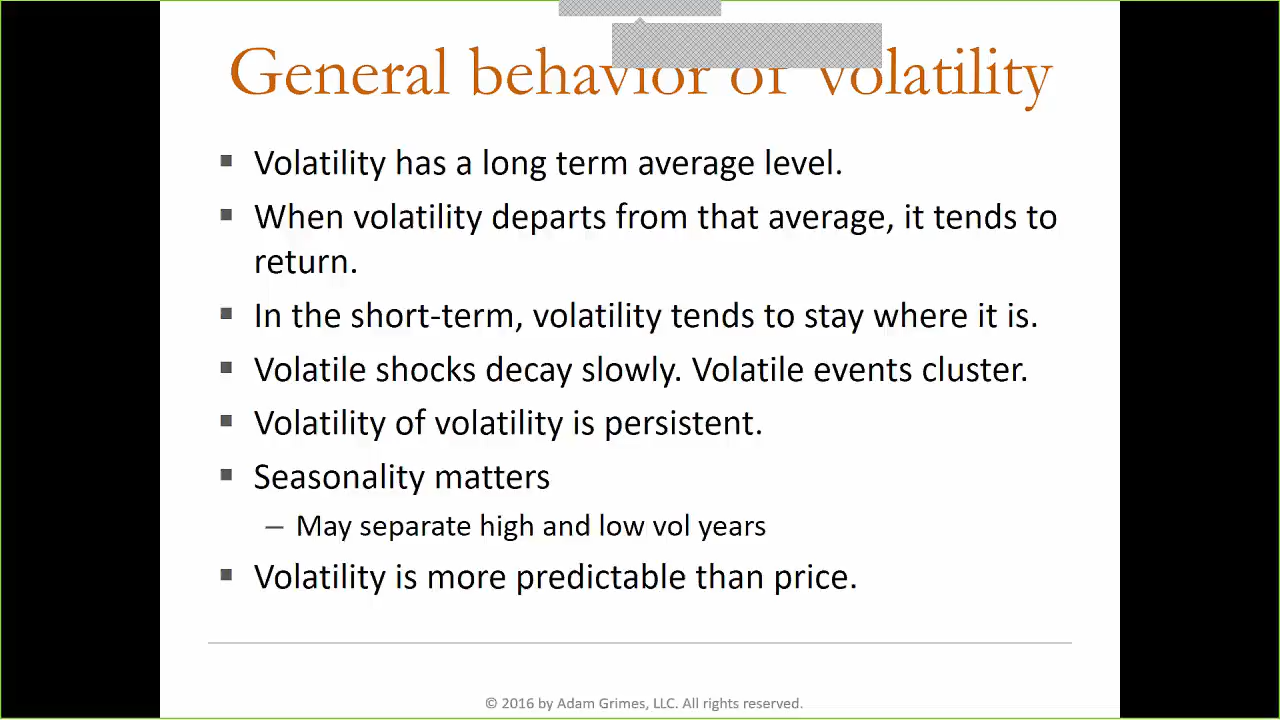 General behavior of volatility
▪ Volatility has a long term average level.
▪ When volatility departs from that average, it tends to
return.
▪ In the short-term, volatility tends to stay where it is.
▪ Volatile shocks decay slowly. Volatile events cluster.
▪ Volatility of volatility is persistent.
▪ Seasonality matters
– May separate high and low vol years
▪ Volatility is more predictable than price.
© 2016 by Adam Grimes, LLC. All rights reserved.